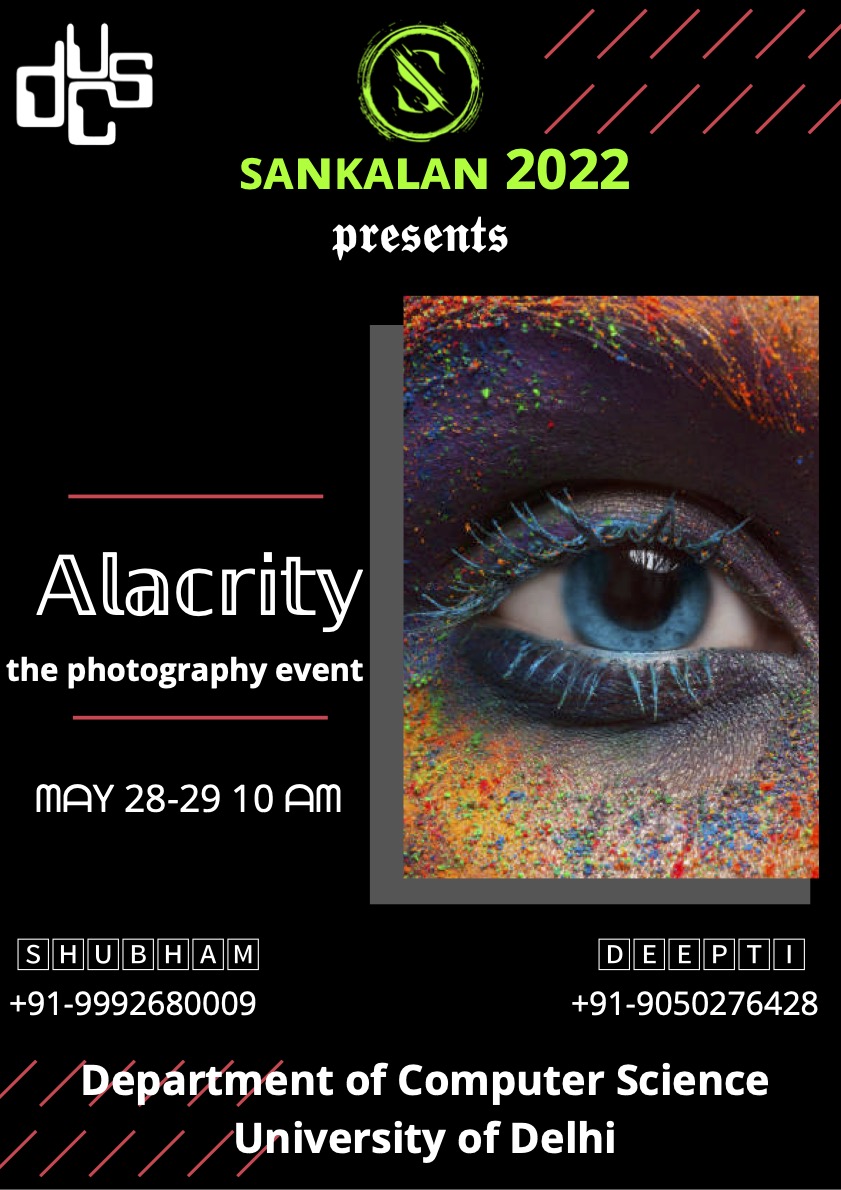 ducs
S
SANKALAN 2022
presents
Alacrity
the photography event
MAY 28-29 10 AM
SHUBHAM
+91-9992680009
DEEPTI
+91-9050276428
Department of Computer Science
University of Delhi